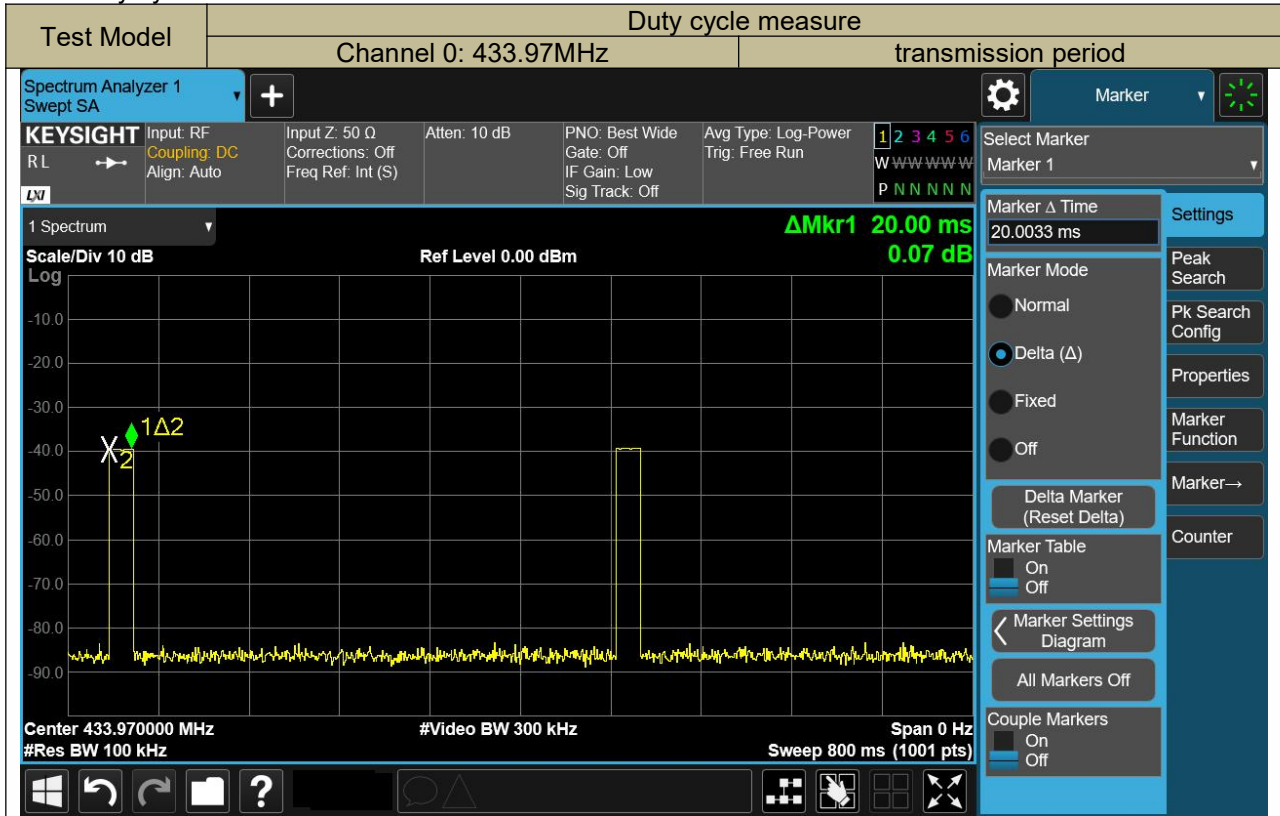 Test Model
Duty cycle measure
Channel 0: 433.97MHz
transmission period
Spectrum Analyzer 1
Swept SA
+
Marker
KEYSIGHT
R L
LXI
Input: RF
Coupling: DC
Align: Auto
Input Z: 50 Ω
Corrections: Off
Freq Ref: Int (S)
Atten: 10 dB
PNO: Best Wide
Gate: Off
IF Gain: Low
Sig Track: Off
Avg Type: Log-Power
Trig: Free Run
1 2 3 4 5 6
W W W W W W
P N N N N N
Select Marker
Marker 1
1 Spectrum
ΔMkr1 20.00 ms
0.07 dB
Scale/Div 10 dB
Ref Level 0.00 dBm
Log
-10.0
-20.0
-30.0
-40.0
-50.0
-60.0
-70.0
-80.0
-90.0
1Δ2
X2
Center 433.970000 MHz
#Video BW 300 kHz
Span 0 Hz
#Res BW 100 kHz
Sweep 800 ms (1001 pts)
Marker Δ Time
20.0033 ms
Marker Mode
Normal
Delta (Δ)
Fixed
Off
Delta Marker
(Reset Delta)
Marker Table
On
Off
Marker Settings
Diagram
All Markers Off
Couple Markers
On
Off
Settings
Peak
Search
Pk Search
Config
Properties
Marker
Function
Marker→
Counter
?